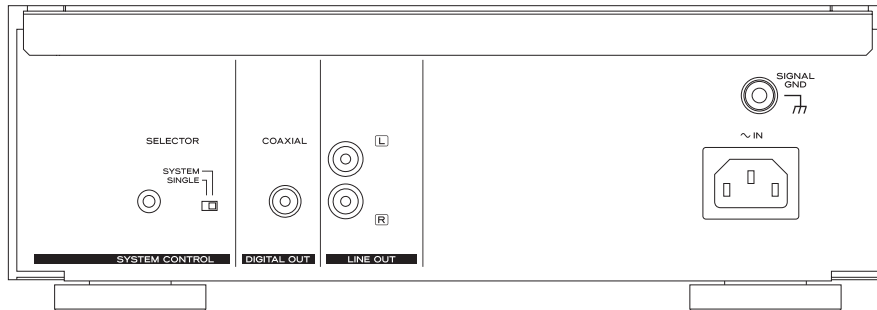 SIGNAL
GND
SELECTOR
COAXIAL
L
∼ IN
SYSTEM
SINGLE
R
SYSTEM CONTROL
DIGITAL OUT
LINE OUT